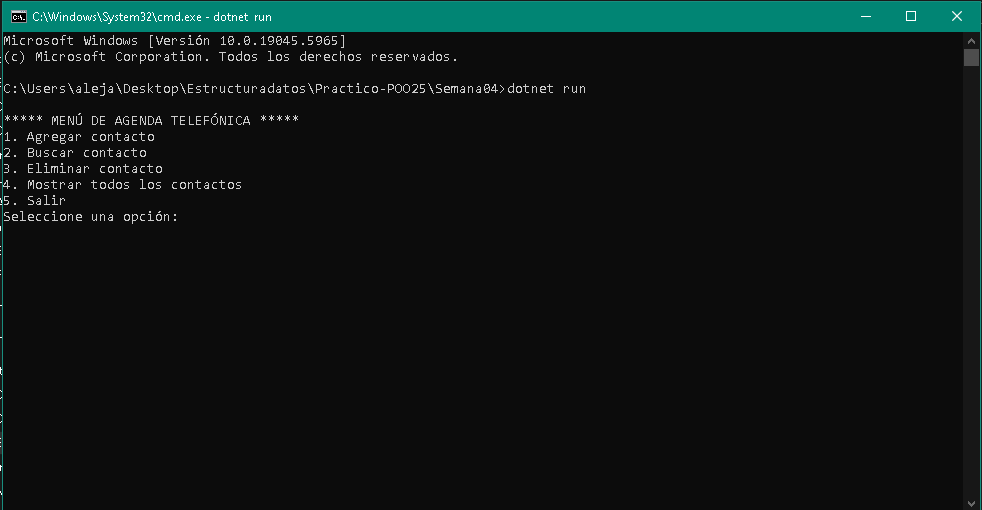 C:\Windows\System32\cmd.exe - dotnet run
Microsoft Windows [Versión 10.0.19045.5965]
(c) Microsoft Corporation. Todos los derechos reservados.
C:\Users\aleja\Desktop\Estructuradatos\Practico-POO25\Semana04>dotnet run
***** MENÚ DE AGENDA TELEFÓNICA *****
1. Agregar contacto
2. Buscar contacto
3. Eliminar contacto
4. Mostrar todos los contactos
5. Salir
Seleccione una opción: